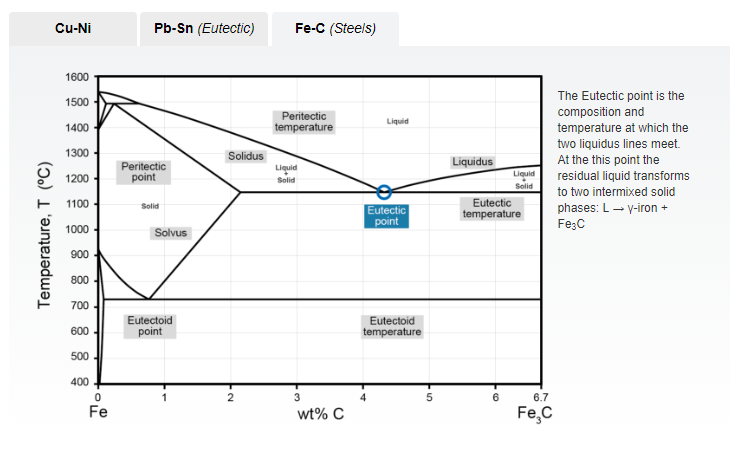 Cu-Ni
Pb-Sn (Eutectic)
Fe-C (Steels)
1600
1500
1400
1300
1200
1100
1000
900
800
700
600
500
400
Temperature, T (ºC)
Peritectic
temperature
Liquid
Solidus
Liquid
+
Solid
Peritectic
point
Liquidus
Liquid
+
Solid
Solid
Solvus
Eutectic
point
Eutectic
temperature
Eutectoid
point
Eutectoid
temperature
0
1
2
3
4
5
6
6.7
Fe
wt% C
Fe₃C
The Eutectic point is the
composition and
temperature at which the
two liquidus lines meet.
At the this point the
residual liquid transforms
to two intermixed solid
phases: L → γ-iron +
Fe₃C